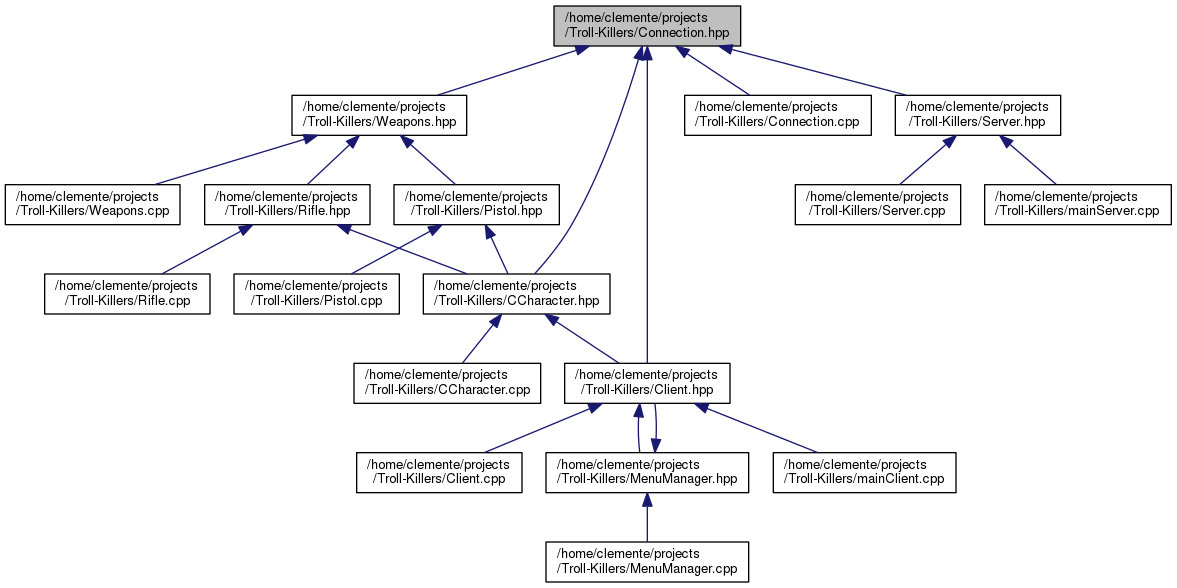 /home/clemente/projects
/Troll-Killers/Connection.hpp
/home/clemente/projects
/Troll-Killers/Weapons.hpp
/home/clemente/projects
/Troll-Killers/Connection.cpp
/home/clemente/projects
/Troll-Killers/Server.hpp
/home/clemente/projects
/Troll-Killers/Weapons.cpp
/home/clemente/projects
/Troll-Killers/Rifle.hpp
/home/clemente/projects
/Troll-Killers/Pistol.hpp
/home/clemente/projects
/Troll-Killers/Server.cpp
/home/clemente/projects
/Troll-Killers/mainServer.cpp
/home/clemente/projects
/Troll-Killers/Rifle.cpp
/home/clemente/projects
/Troll-Killers/Pistol.cpp
/home/clemente/projects
/Troll-Killers/CCharacter.hpp
/home/clemente/projects
/Troll-Killers/CCharacter.cpp
/home/clemente/projects
/Troll-Killers/Client.hpp
/home/clemente/projects
/Troll-Killers/Client.cpp
/home/clemente/projects
/Troll-Killers/MenuManager.hpp
/home/clemente/projects
/Troll-Killers/mainClient.cpp
/home/clemente/projects
/Troll-Killers/MenuManager.cpp